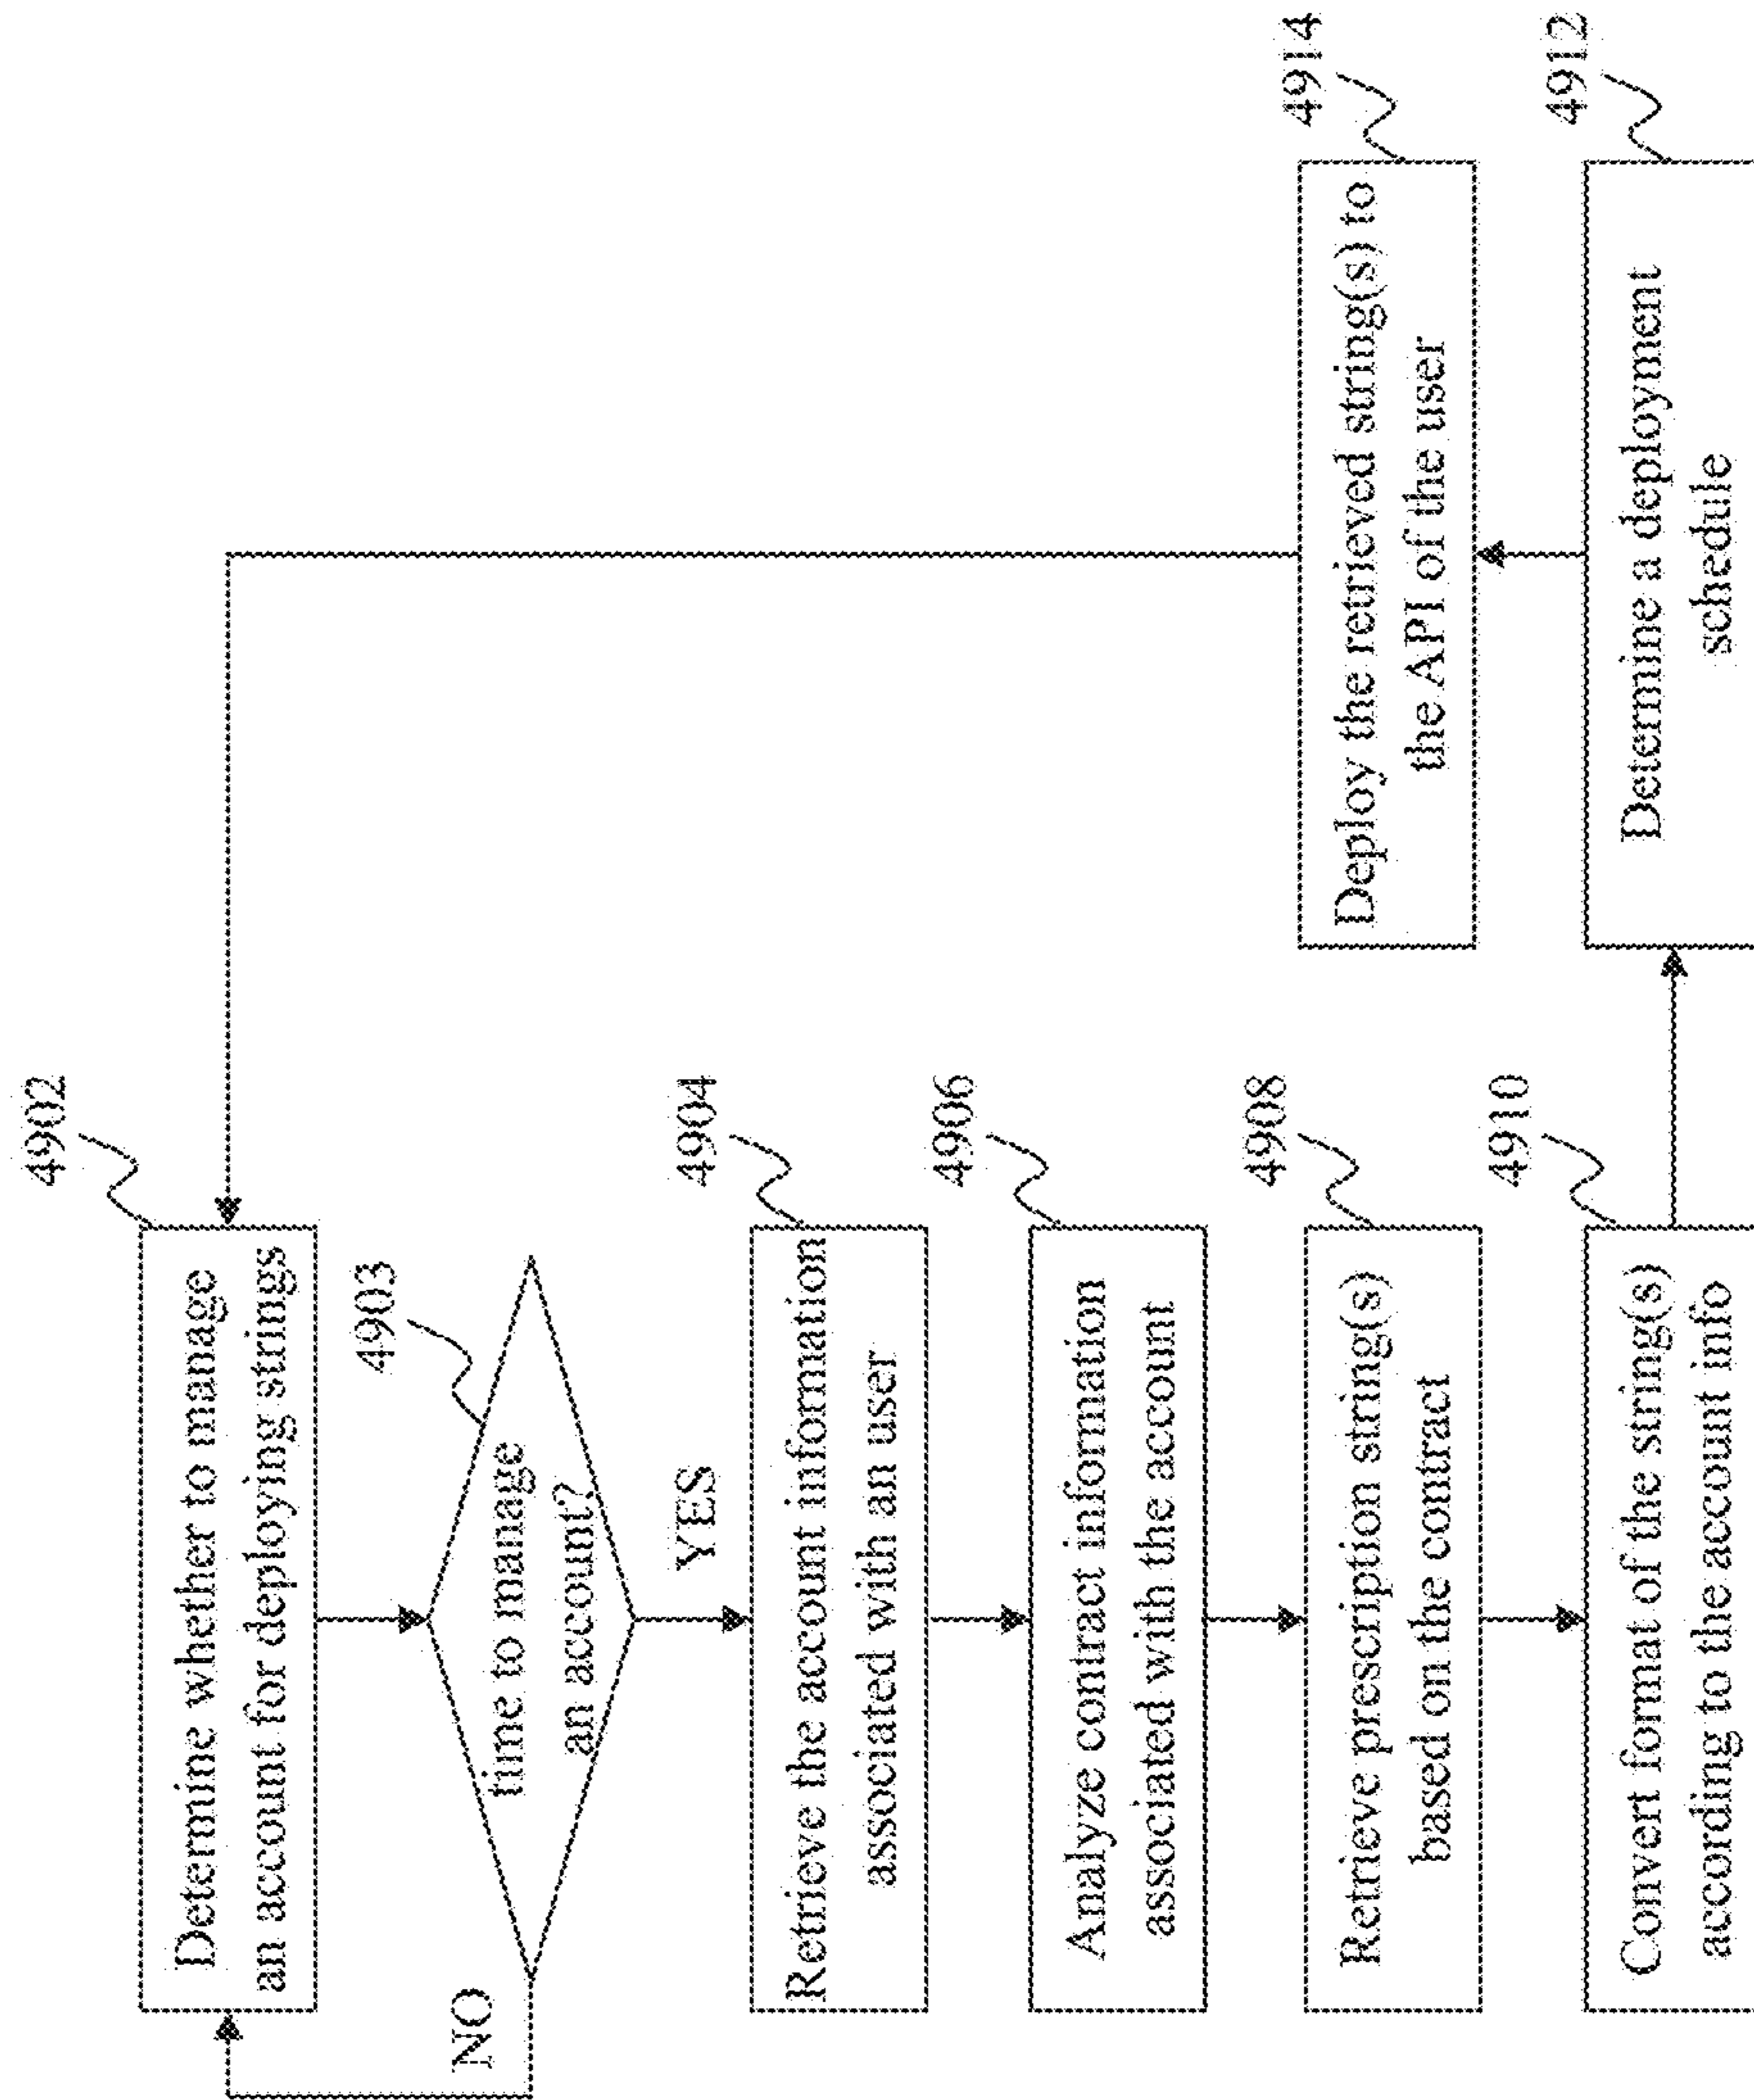 4902
Determine whether to manage
an account for deploying strings
4903
time to manage
an account?
NO
YES
4904
Retrieve the account information
associated with an user
4906
Analyze contract information
associated with the account
4908
Retrieve prescription string(s)
based on the contract
4910
Convert format of the string(s)
according to the account info
4914
Deploy the retrieved string(s) to
the API of the user
4912
Determine a deployment
schedule